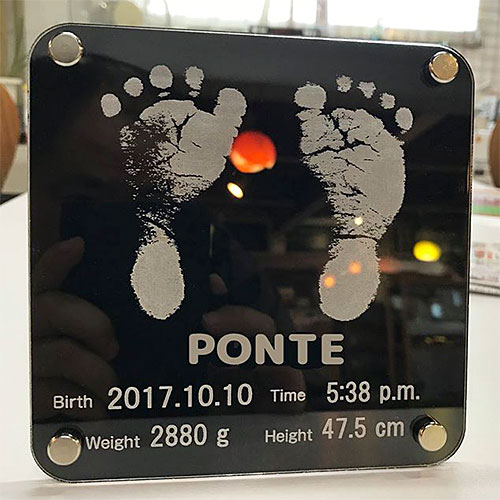 PONTE
Birth 2017.10.10 Time 5:38 p.m.
Weight 2880 g Height 47.5 cm